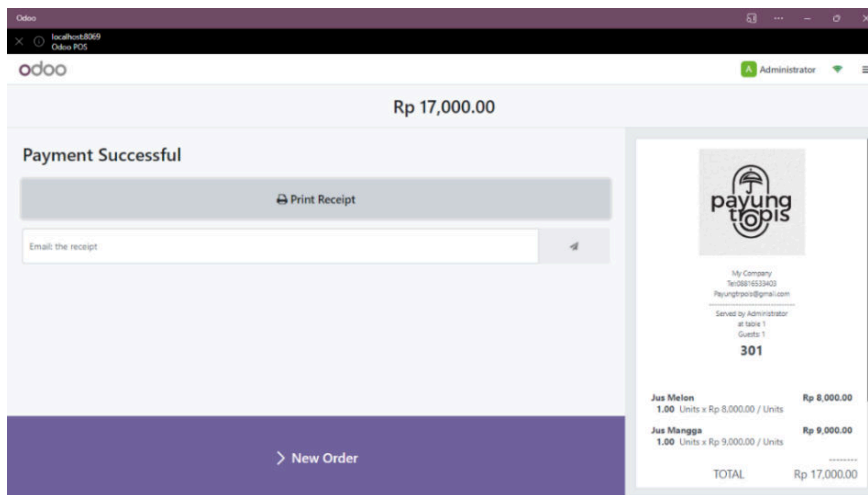 Odoo
localhost:8069
Odoo POS
odoo
A Administrator
Rp 17,000.00
Payment Successful
Print Receipt
Email the receipt
New Order
payung
tropis
My Company
Tel:08816533403
Payungtrpois@gmail.com
--------------------------------
Served by Administrator
at table 1
Guests: 1
301
Jus Melon Rp 8,000.00
1.00 Units x Rp 8,000.00 / Units
Jus Mangga Rp 9,000.00
1.00 Units x Rp 9,000.00 / Units
--------
TOTAL Rp 17,000.00